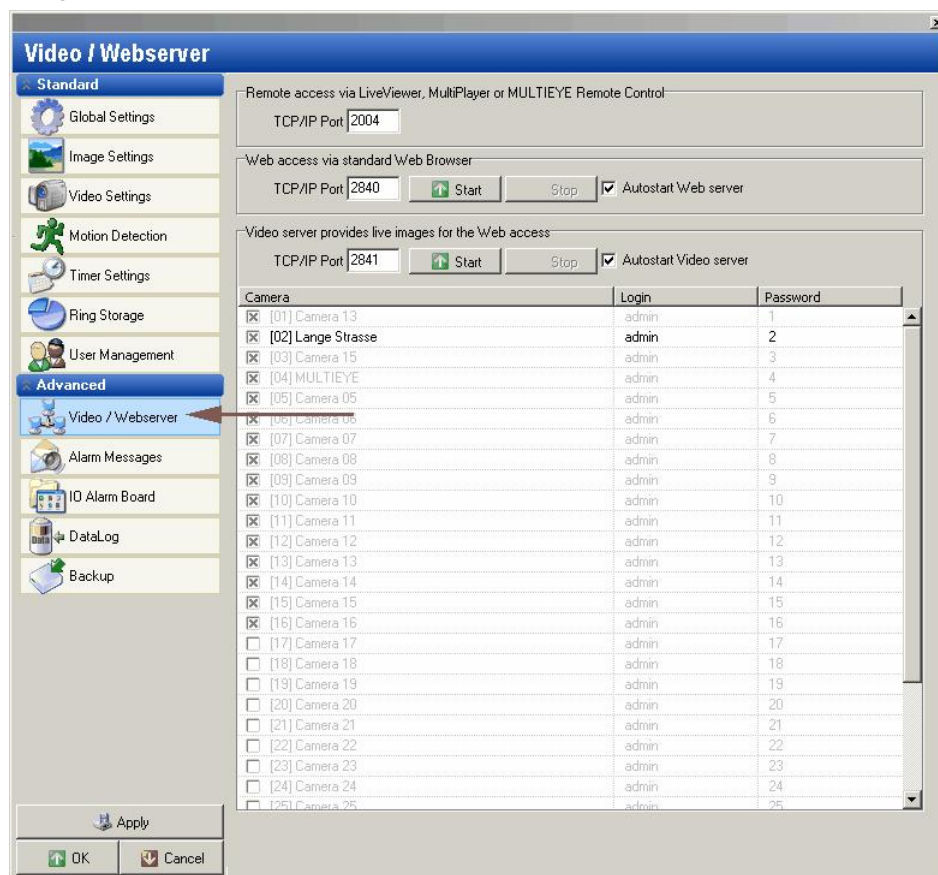 Video / Webserver
Standard
Global Settings
Image Settings
Video Settings
Motion Detection
Timer Settings
Ring Storage
User Management
Advanced
Video / Webserver
Alarm Messages
IO Alarm Board
DataLog
Backup
Apply
OK
Cancel
Remote access via LiveViewer, MultiPlayer or MULTIEYE Remote Control
TCP/IP Port 2004
Web access via standard Web Browser
TCP/IP Port 2840 Start Stop Autostart Web server
Video server provides live images for the Web access
TCP/IP Port 2841 Start Stop Autostart Video server
Camera Login Password
[01] Camera 13 admin 1
[02] Lange Strasse admin 2
[03] Camera 15 admin 3
[04] MULTIEYE admin 4
[05] Camera 05 admin 5
[06] Camera 06 admin 6
[07] Camera 07 admin 7
[08] Camera 08 admin 8
[09] Camera 09 admin 9
[10] Camera 10 admin 10
[11] Camera 11 admin 11
[12] Camera 12 admin 12
[13] Camera 13 admin 13
[14] Camera 14 admin 14
[15] Camera 15 admin 15
[16] Camera 16 admin 16
[17] Camera 17 admin 17
[18] Camera 18 admin 18
[19] Camera 19 admin 19
[20] Camera 20 admin 20
[21] Camera 21 admin 21
[22] Camera 22 admin 22
[23] Camera 23 admin 23
[24] Camera 24 admin 24
[25] Camera 25 admin 25